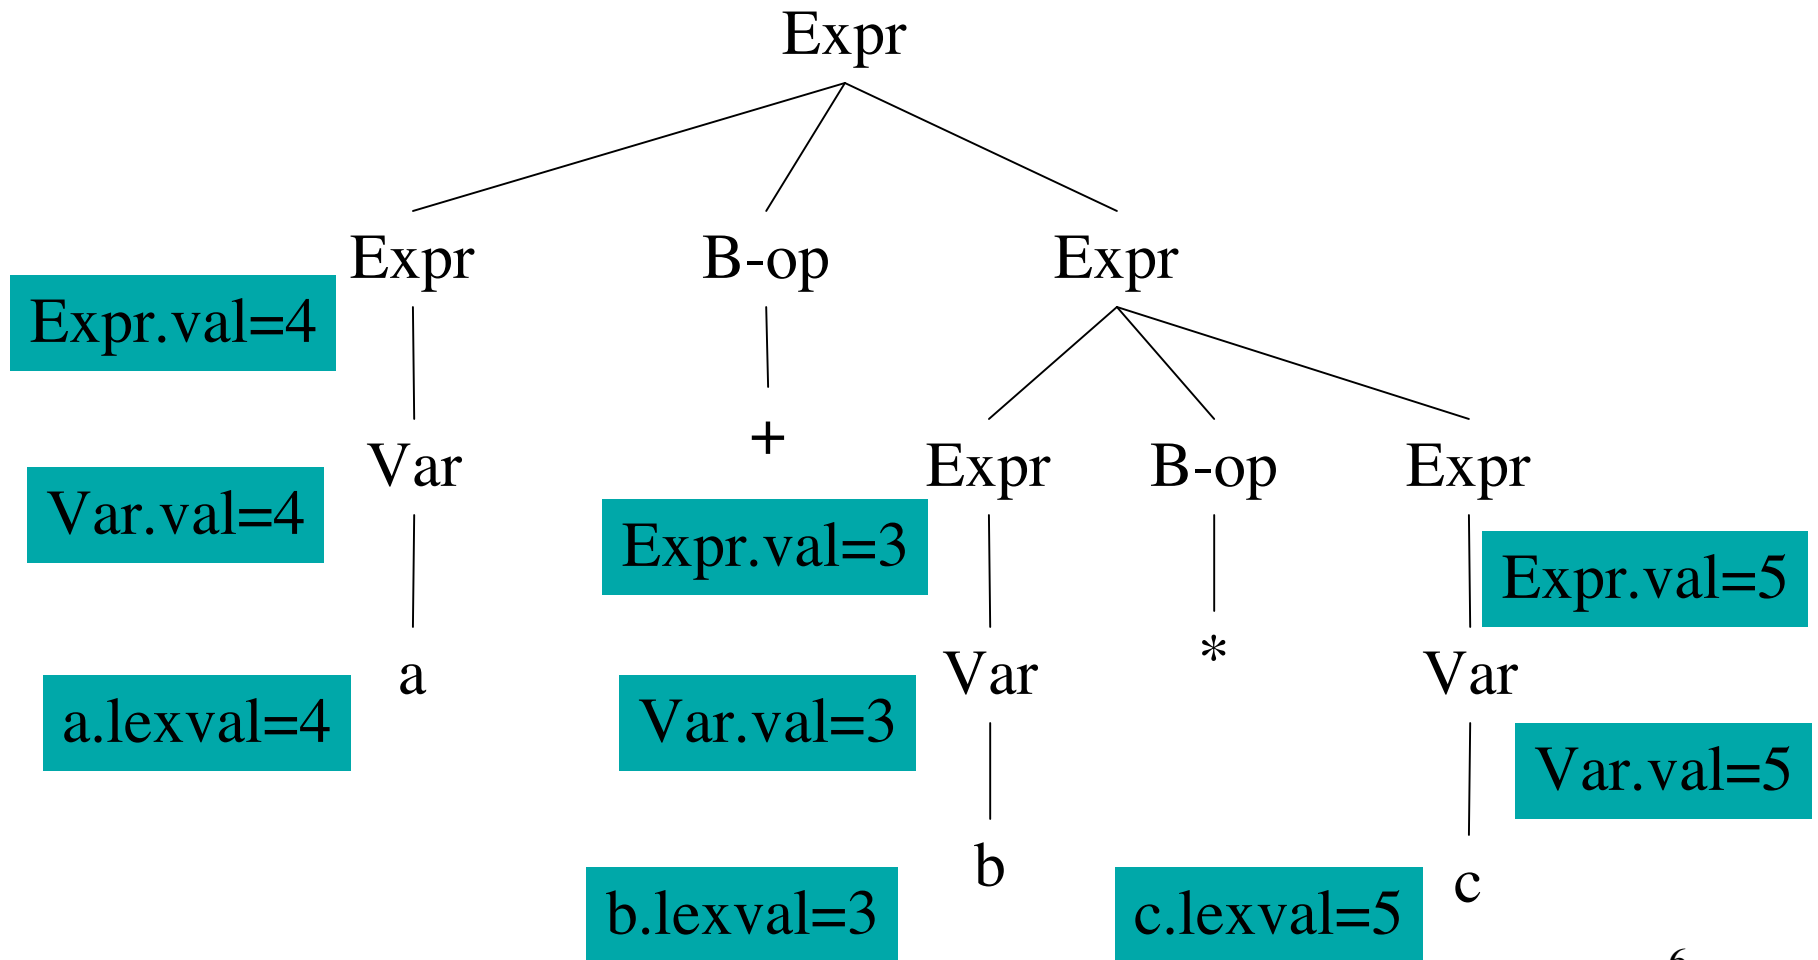 Expr
Expr B-op Expr
Expr.val=4
Var + Expr B-op Expr
Var.val=4 Expr.val=3 Expr.val=5
a Var * Var
a.lexval=4 Var.val=3 Var.val=5
b c
b.lexval=3 c.lexval=5
6